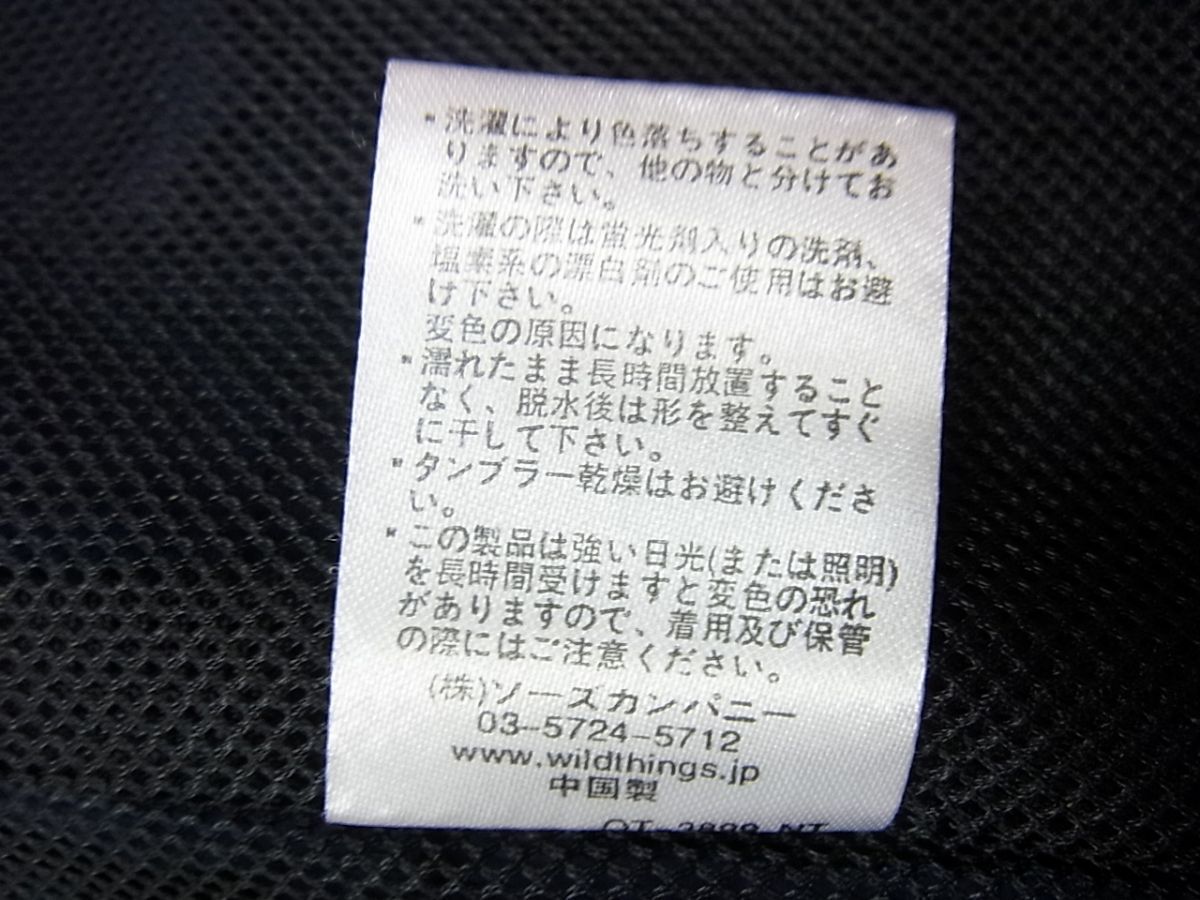 *洗濯により色落ちすることがあ
りますので、他の物と分けてお
洗い下さい。
*洗濯の際は蛍光剤入りの洗剤、
塩素系の漂白剤のご使用はお避
け下さい。
変色の原因になります。
*濡れたまま長時間放置すること
なく、脱水後は形を整えてすぐ
に干して下さい。
*タンブラー乾燥はお避けくださ
い。
*この製品は強い日光(または照明)
を長時間受けますと変色の恐れ
がありますので、着用及び保管
の際にはご注意ください。
(株)ソーズカンパニー
03-5724-5712
www.wildthings.jp
中国製